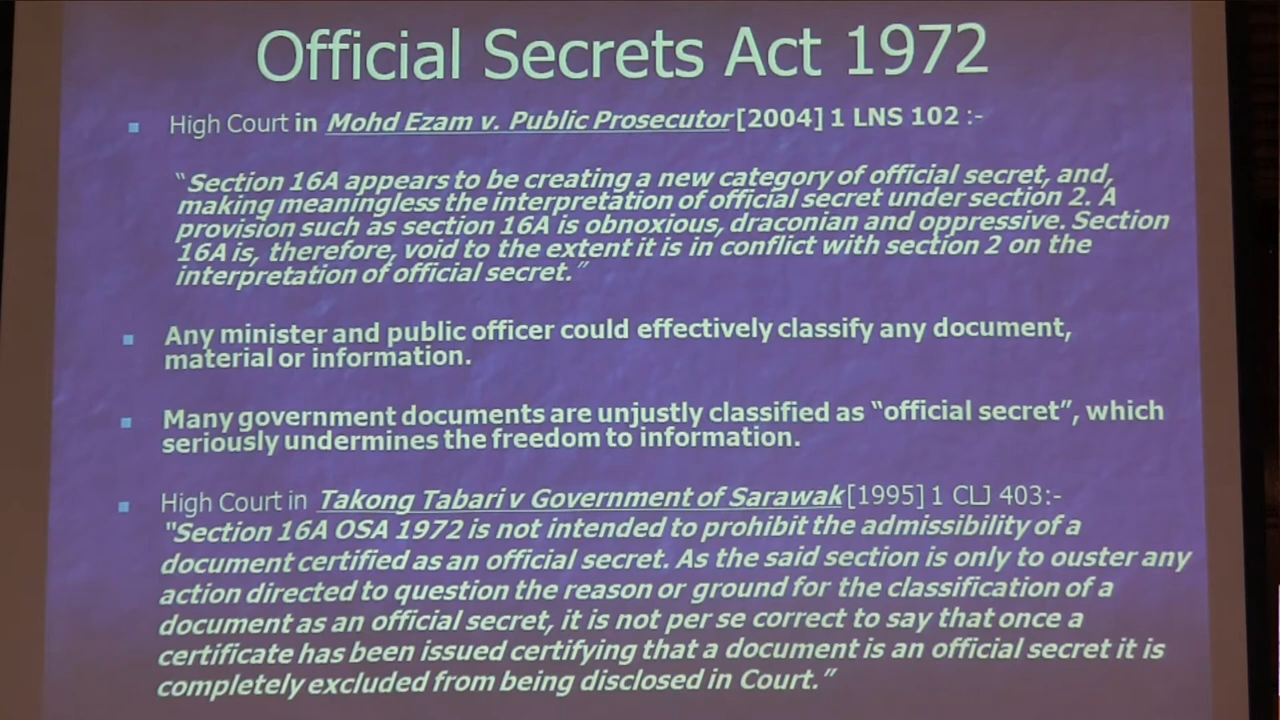 Official Secrets Act 1972
High Court in Mohd Ezam v. Public Prosecutor [2004] 1 LNS 102 :-
“Section 16A appears to be creating a new category of official secret, and,
making meaningless the interpretation of official secret under section 2. A
provision such as section 16A is obnoxious, draconian and oppressive. Section
16A is, therefore, void to the extent it is in conflict with section 2 on the
interpretation of official secret.”
Any minister and public officer could effectively classify any document,
material or information.
Many government documents are unjustly classified as “official secret”, which
seriously undermines the freedom to information.
High Court in Takong Tabari v Government of Sarawak [1995] 1 CLJ 403:-
“Section 16A OSA 1972 is not intended to prohibit the admissibility of a
document certified as an official secret. As the said section is only to ouster any
action directed to question the reason or ground for the classification of a
document as an official secret, it is not per se correct to say that once a
certificate has been issued certifying that a document is an official secret it is
completely excluded from being disclosed in Court.”